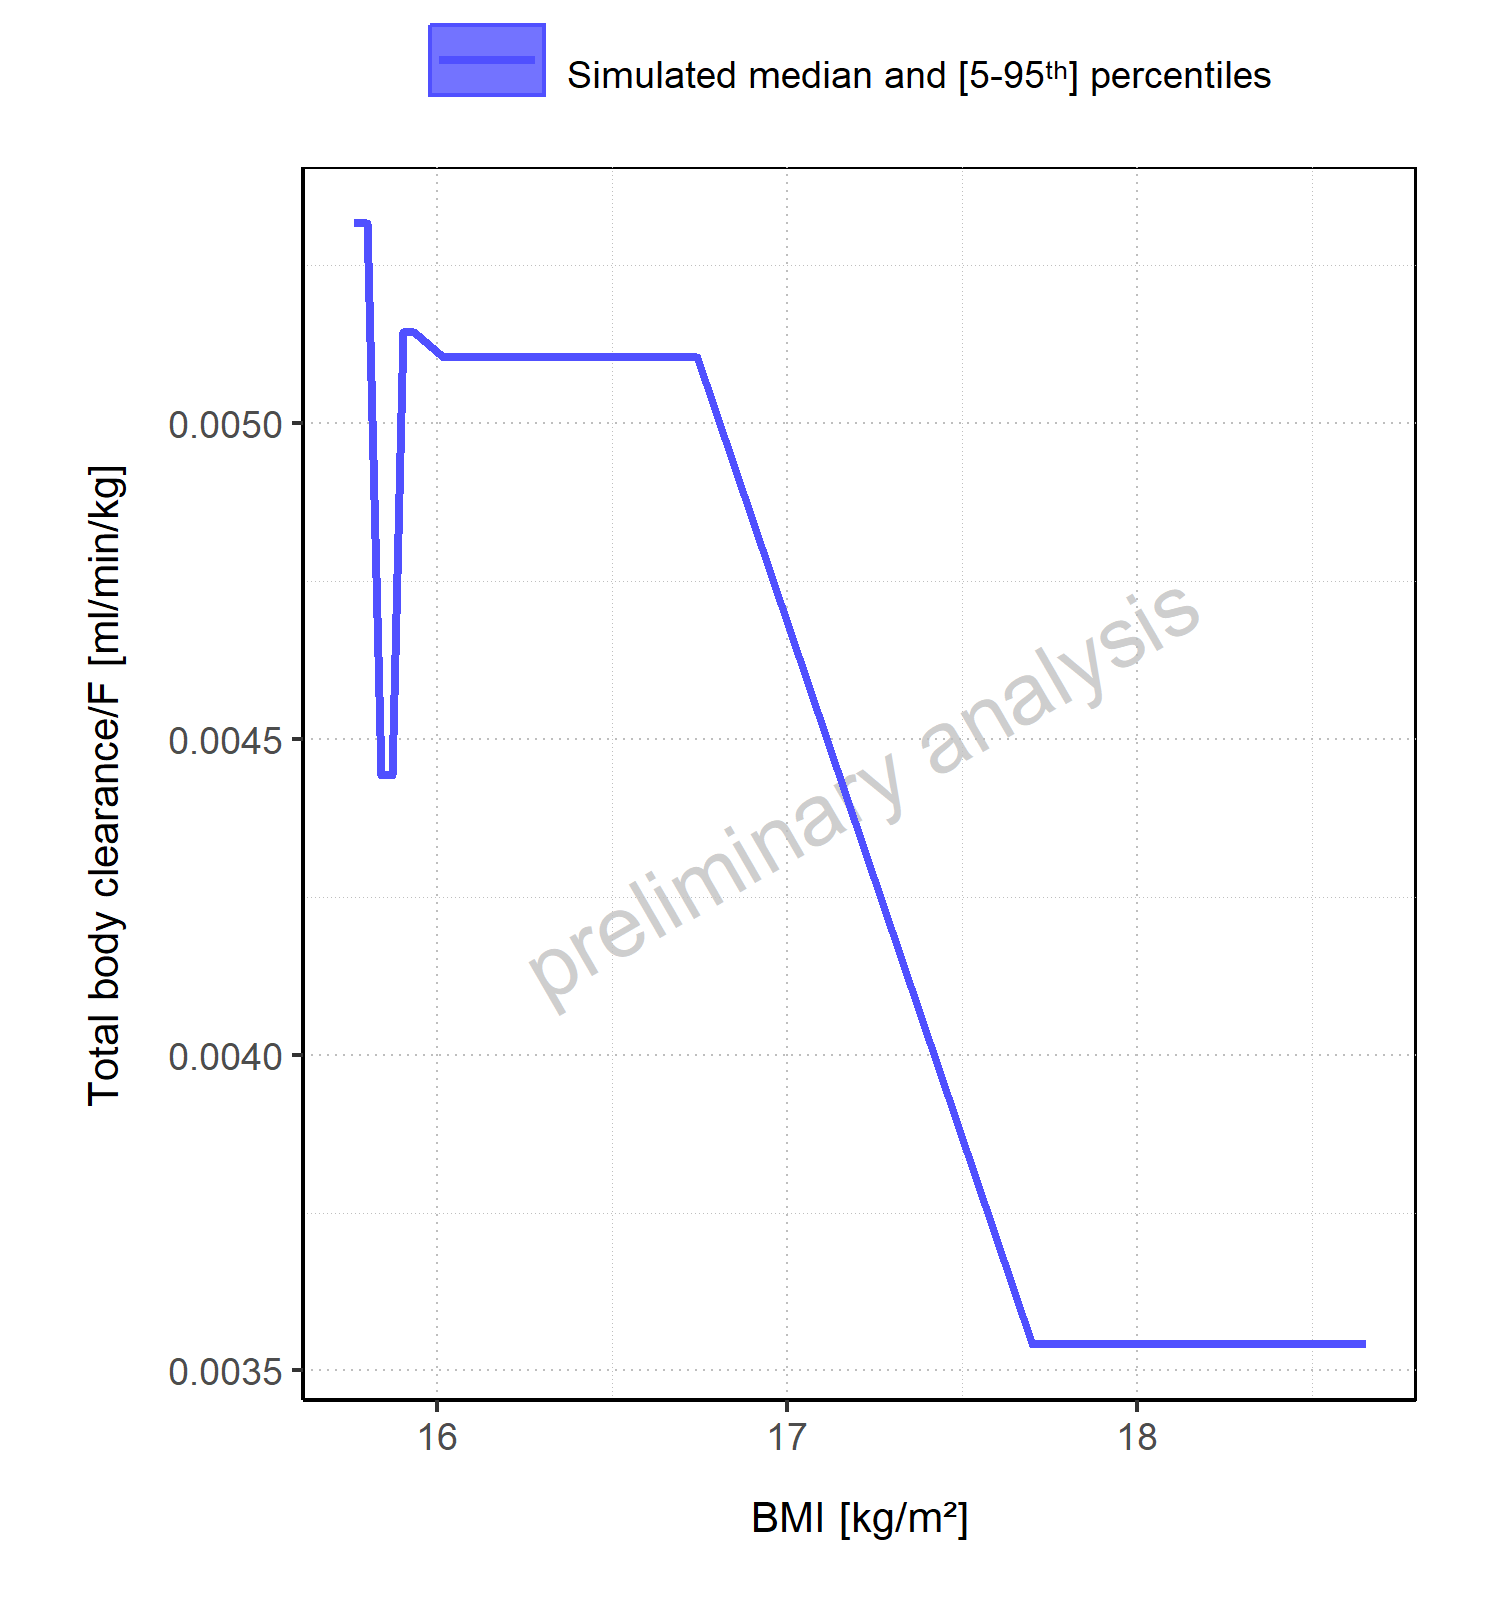 Simulated median and [5-95ᵗʰ] percentiles
Total body clearance/F [ml/min/kg]
0.0050
0.0045
0.0040
0.0035
preliminary analysis
16 17 18
BMI [kg/m²]